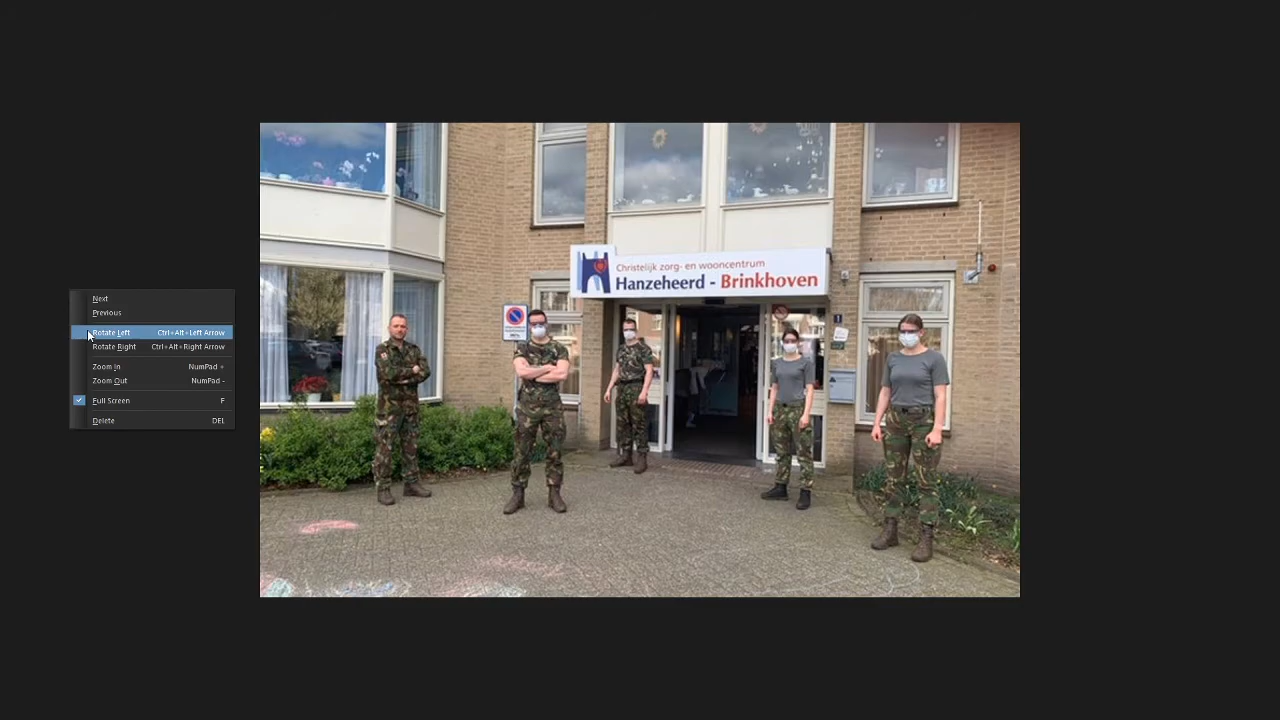 Next
Previous
Rotate Left Ctrl+Alt+Left Arrow
Rotate Right Ctrl+Alt+Right Arrow
Zoom In NumPad +
Zoom Out NumPad -
Full Screen F
Delete DEL
Christelijk zorg- en wooncentrum
Hanzeheerd - Brinkhoven
1